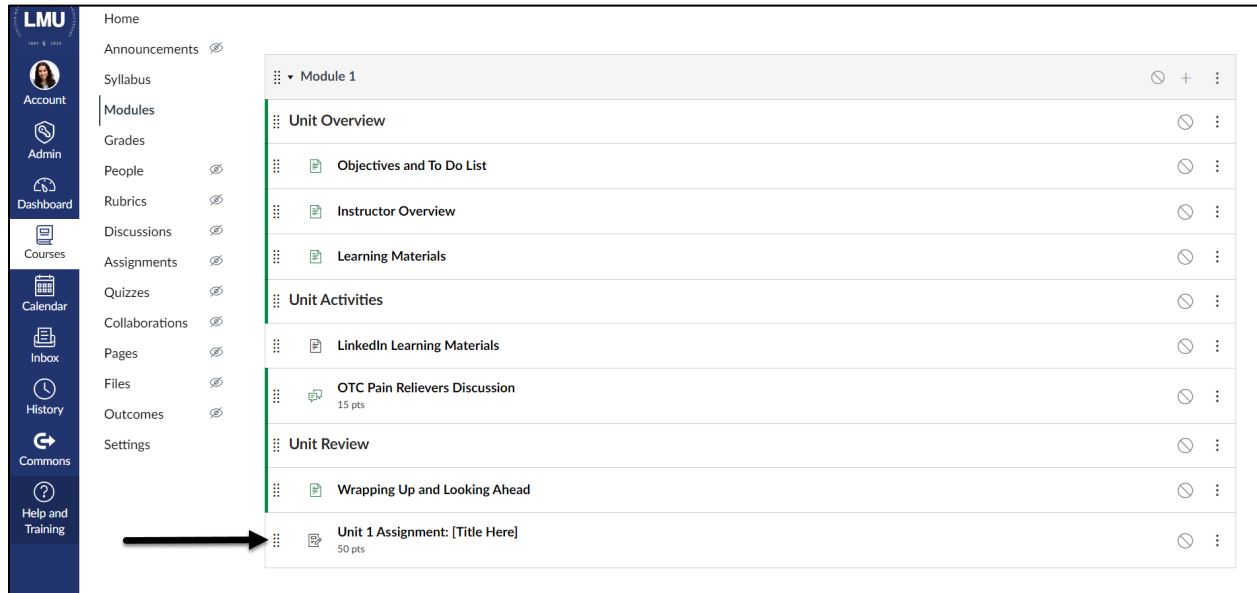 LMU
Account
Admin
Dashboard
Courses
Calendar
Inbox
History
Commons
Help and
Training
Home
Announcements
Syllabus
Modules
Grades
People
Rubrics
Discussions
Assignments
Quizzes
Collaborations
Pages
Files
Outcomes
Settings
Module 1
Unit Overview
Objectives and To Do List
Instructor Overview
Learning Materials
Unit Activities
LinkedIn Learning Materials
OTC Pain Relievers Discussion
15 pts
Unit Review
Wrapping Up and Looking Ahead
Unit 1 Assignment: [Title Here]
50 pts